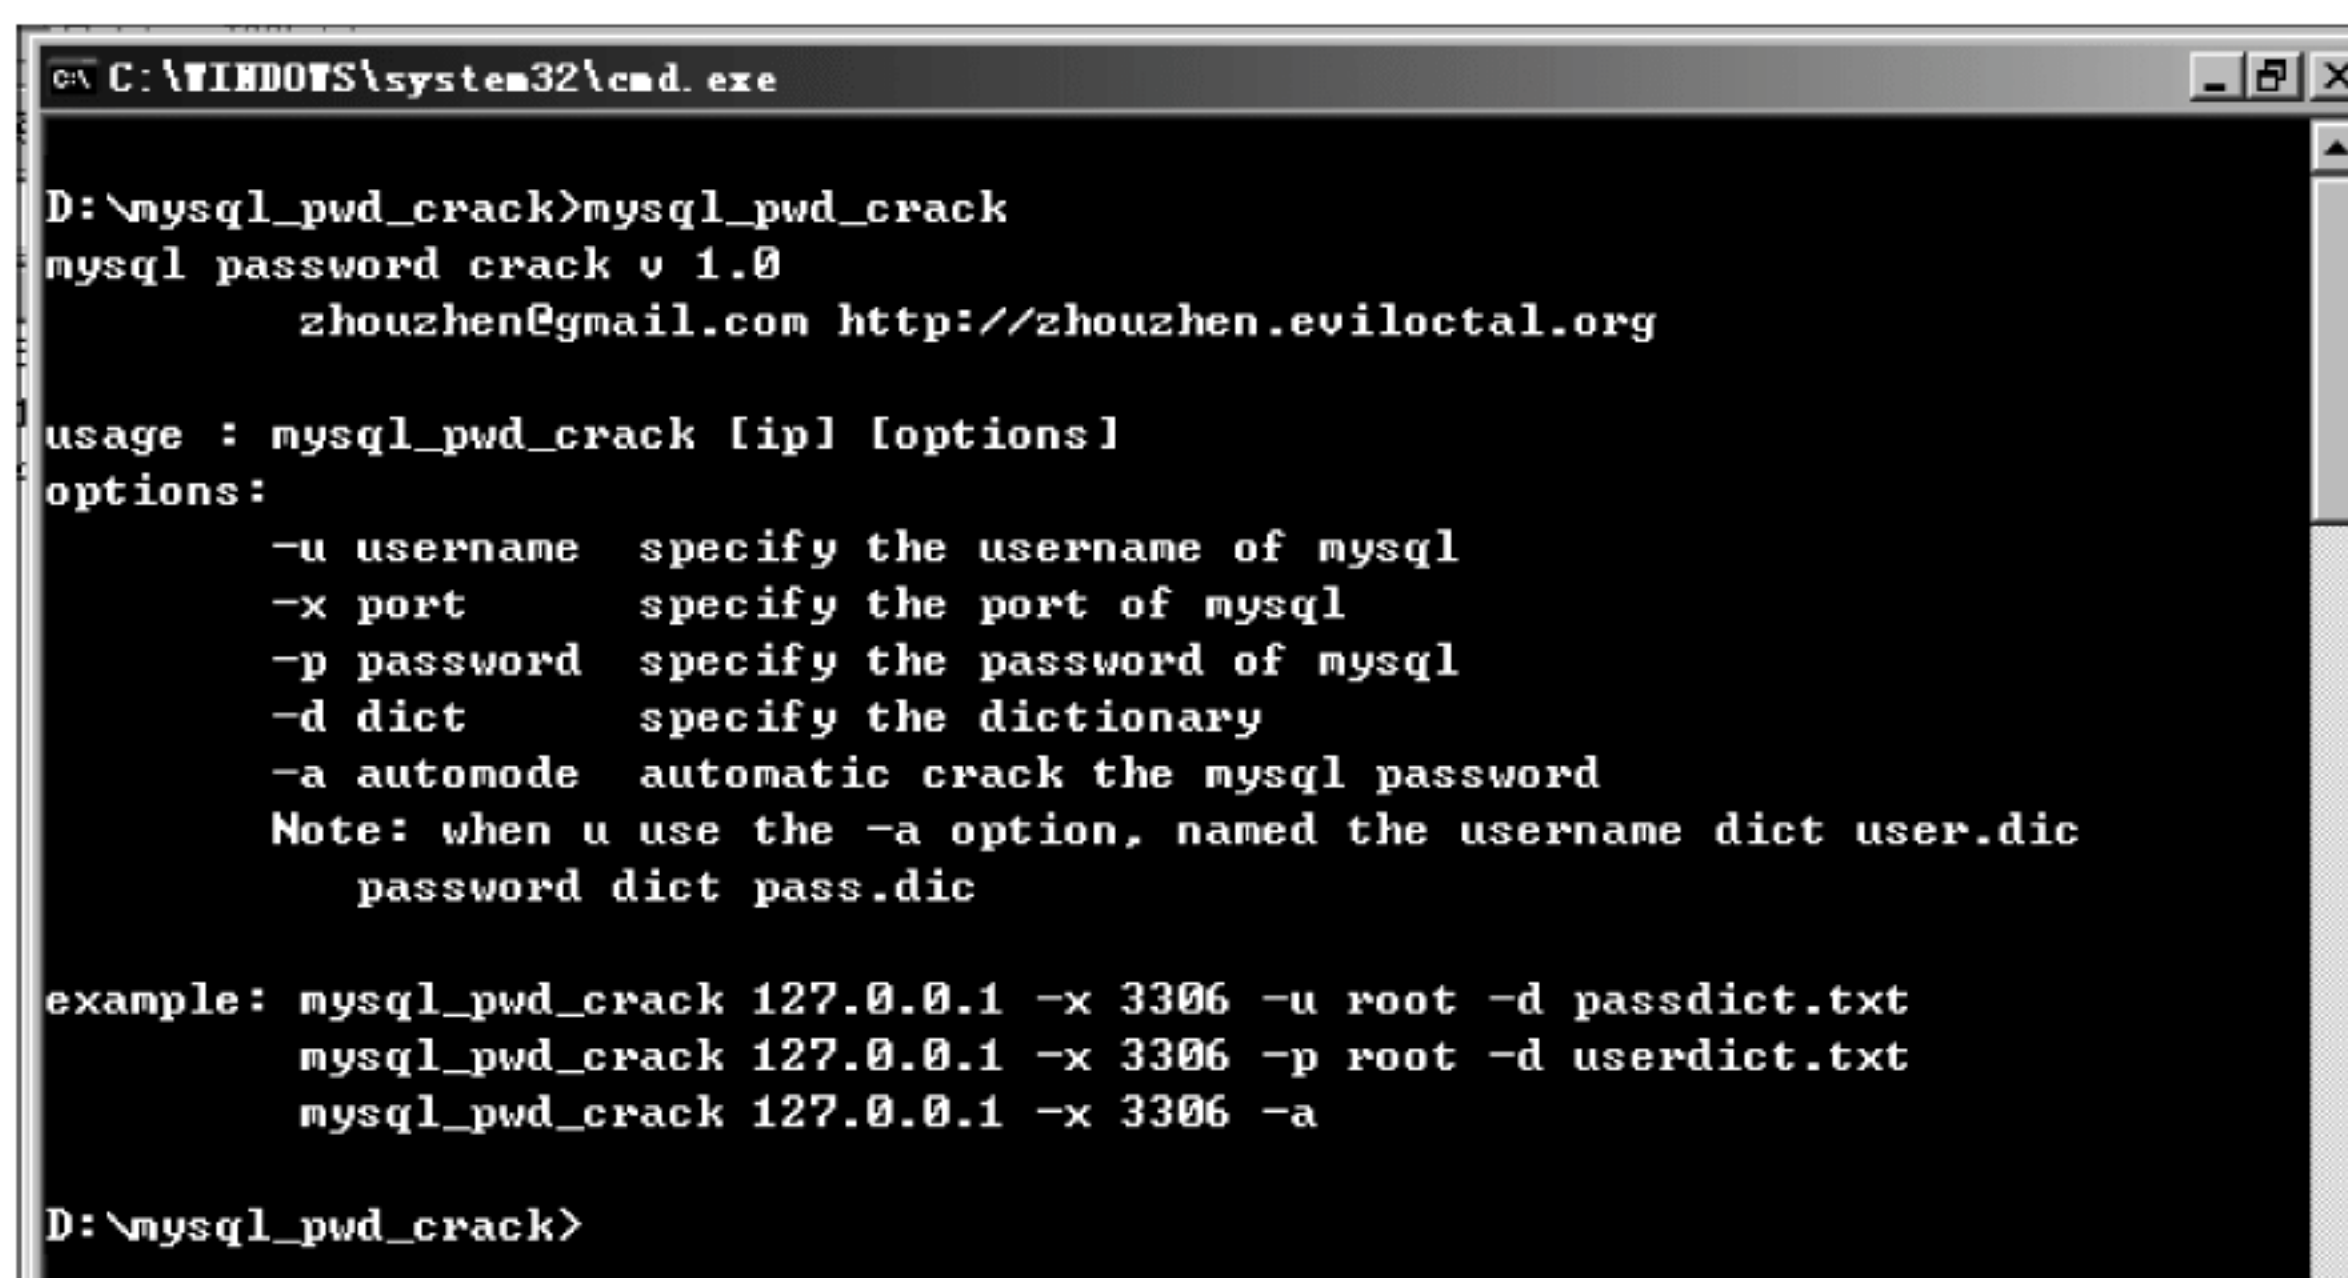 C:\WINDOWS\system32\cmd.exe
D:\mysql_pwd_crack>mysql_pwd_crack
mysql password crack v 1.0
zhouzhen@gmail.com http://zhouzhen.eviloctal.org
usage : mysql_pwd_crack [ip] [options]
options:
-u username specify the username of mysql
-x port specify the port of mysql
-p password specify the password of mysql
-d dict specify the dictionary
-a automode automatic crack the mysql password
Note: when u use the -a option, named the username dict user.dic
password dict pass.dic
example: mysql_pwd_crack 127.0.0.1 -x 3306 -u root -d passdict.txt
mysql_pwd_crack 127.0.0.1 -x 3306 -p root -d userdict.txt
mysql_pwd_crack 127.0.0.1 -x 3306 -a
D:\mysql_pwd_crack>